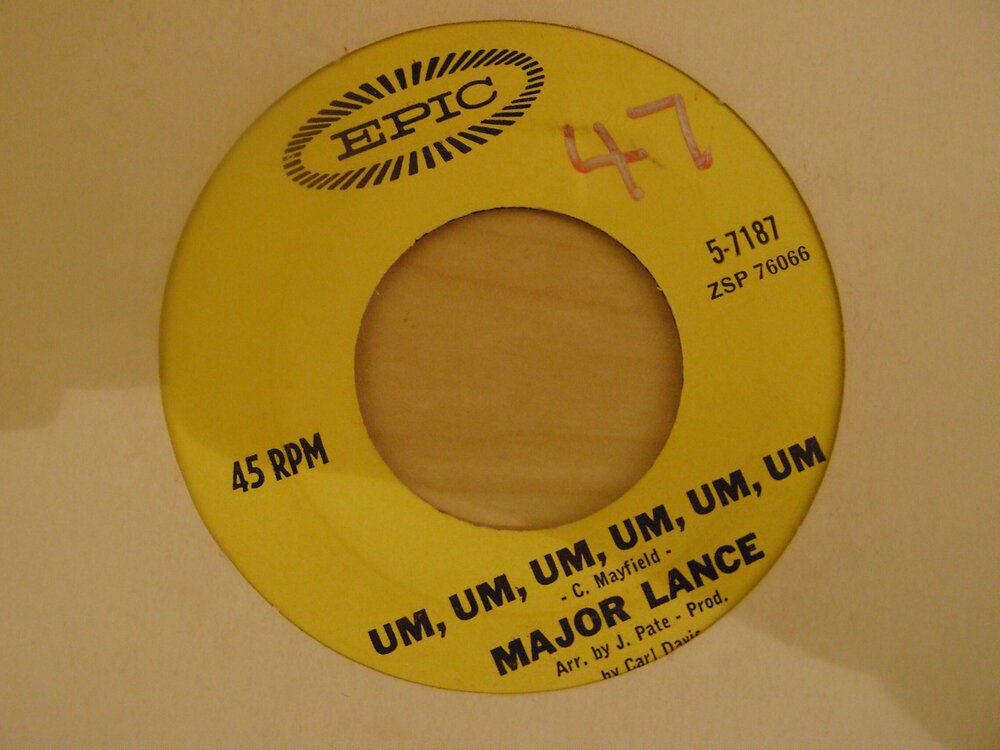 EPIC
47
5-7187
ZSP 76066
45 RPM
UM, UM, UM, UM, UM, UM
- C. Mayfield -
MAJOR LANCE
Arr. by J. Pate - Prod.
by Carl Davis